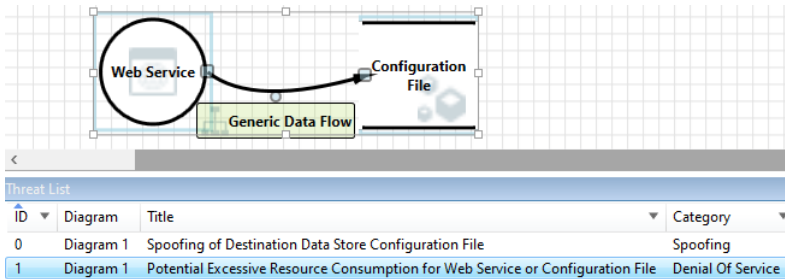 Web Service
Configuration
File
Generic Data Flow
Threat List
ID Diagram Title Category
0 Diagram 1 Spoofing of Destination Data Store Configuration File Spoofing
1 Diagram 1 Potential Excessive Resource Consumption for Web Service or Configuration File Denial Of Service